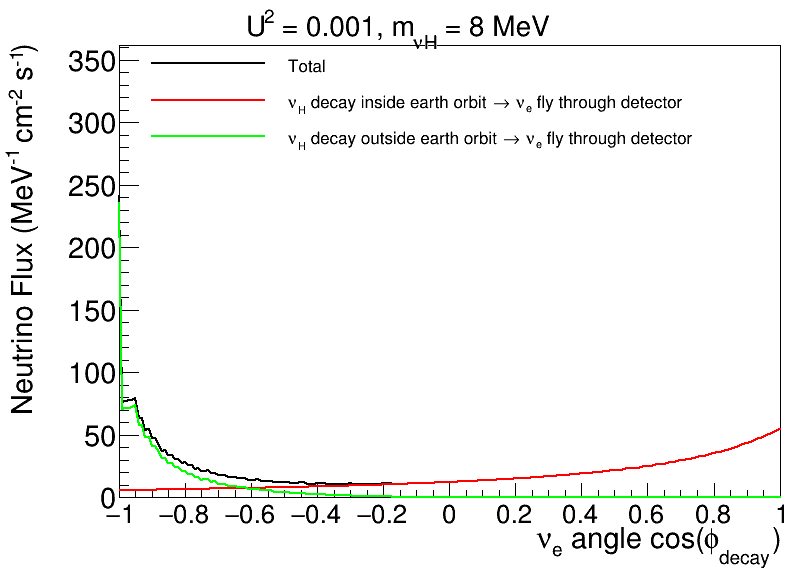 U² = 0.001, m_νH = 8 MeV
Neutrino Flux (MeV⁻¹ cm⁻² s⁻¹)
350
300
250
200
150
100
50
0
Total
ν_H decay inside earth orbit → ν_e fly through detector
ν_H decay outside earth orbit → ν_e fly through detector
−1 −0.8 −0.6 −0.4 −0.2 0 0.2 0.4 0.6 0.8 1
ν_e angle cos(ϕ_decay)